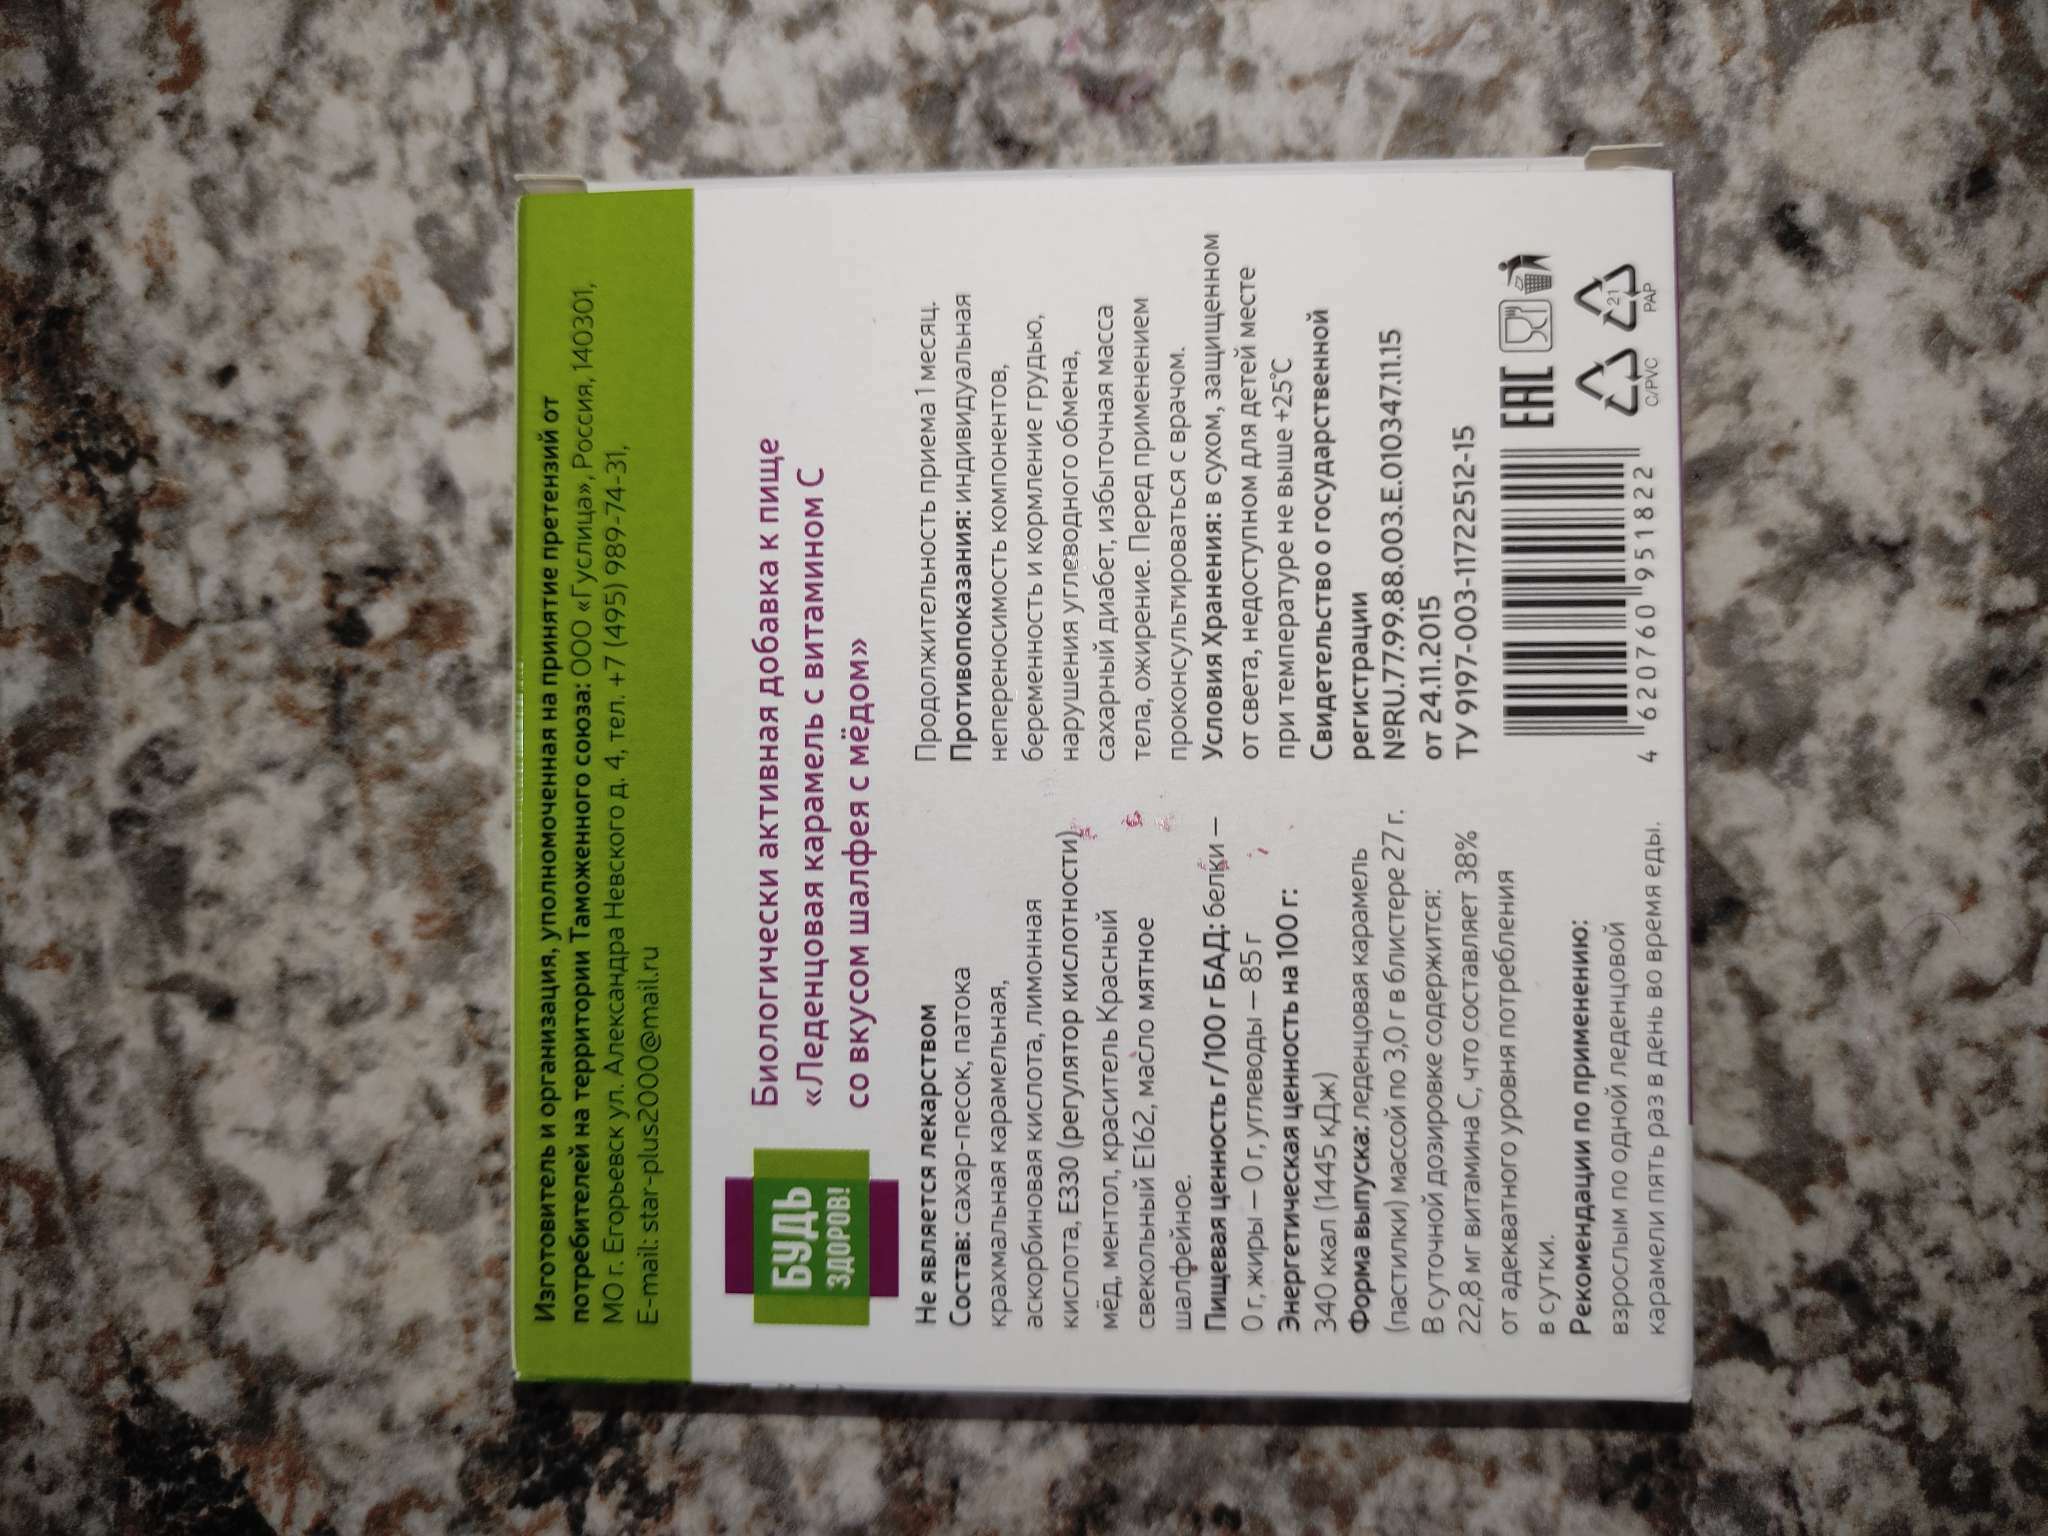 Изготовитель и организация, уполномоченная на принятие претензий от
потребителей на территории Таможенного союза: ООО «Гуслица», Россия, 140301,
МО г. Егорьевск ул. Александра Невского д. 4, тел. +7 (495) 989-74-31,
E-mail: star-plus2000@mail.ru
БУДЬ
ЗДОРОВ!
Биологически активная добавка к пище
«Леденцовая карамель с витамином С
со вкусом шалфея с мёдом»
Не является лекарством
Состав: сахар-песок, патока
крахмальная карамельная,
аскорбиновая кислота, лимонная
кислота, Е330 (регулятор кислотности)
мёд, ментол, краситель Красный
свекольный Е162, масло мятное
шалфейное.
Пищевая ценность г/100 г БАД: белки —
0 г, жиры — 0 г, углеводы — 85 г
Энергетическая ценность на 100 г:
340 ккал (1445 кДж)
Форма выпуска: леденцовая карамель
(пастилки) массой по 3,0 г в блистере 27 г.
В суточной дозировке содержится:
22,8 мг витамина С, что составляет 38%
от адекватного уровня потребления
в сутки.
Рекомендации по применению:
взрослым по одной леденцовой
карамели пять раз в день во время еды.
Продолжительность приема 1 месяц.
Противопоказания: индивидуальная
непереносимость компонентов,
беременность и кормление грудью,
нарушения углеводного обмена,
сахарный диабет, избыточная масса
тела, ожирение. Перед применением
проконсультироваться с врачом.
Условия Хранения: в сухом, защищенном
от света, недоступном для детей месте
при температуре не выше +25°С
Свидетельство о государственной
регистрации
№RU.77.99.88.003.Е.010347.11.15
от 24.11.2015
ТУ 9197-003-117222512-15
4 620760 951822
EAC
C/PVC
21
PAP